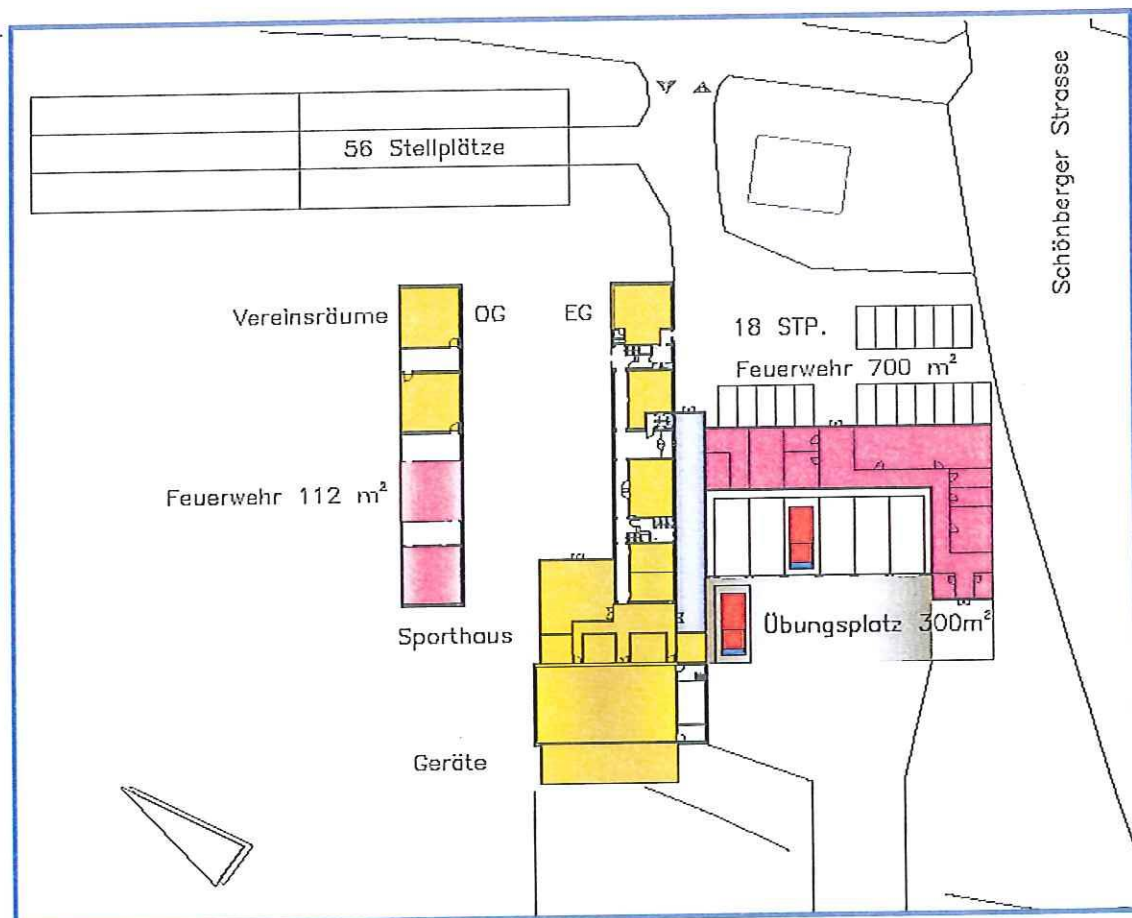 Schönberger Strasse
56 Stellplätze
Vereinsräume
OG
EG
18 STP.
Feuerwehr 700 m²
Feuerwehr 112 m²
Übungsplatz 300m²
Sporthaus
Geräte